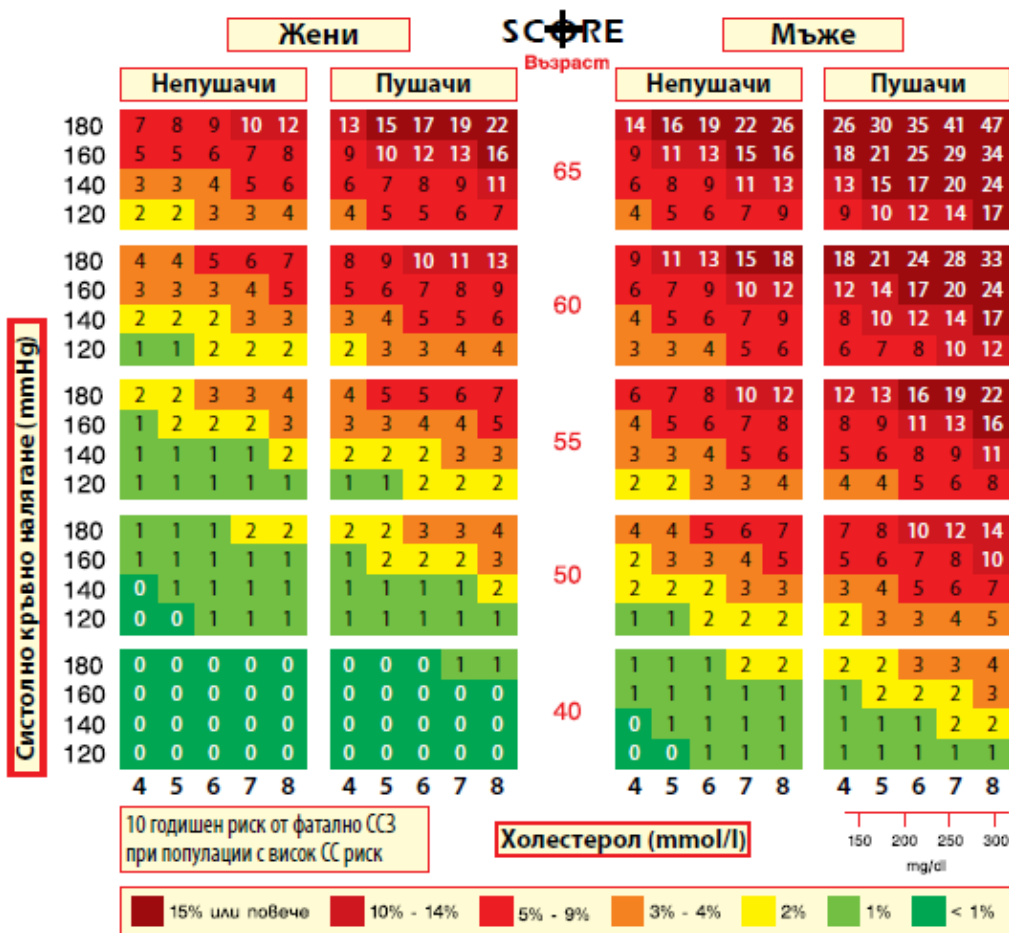 Жени SCORE Мъже
Възраст
Непушачи Пушачи Непушачи Пушачи
180 7 8 9 10 12 13 15 17 19 22 14 16 19 22 26 26 30 35 41 47
160 5 5 6 7 8 9 10 12 13 16 65 9 11 13 15 16 18 21 25 29 34
140 3 3 4 5 6 6 7 8 9 11 6 8 9 11 13 13 15 17 20 24
120 2 2 3 3 4 4 5 5 6 7 4 5 6 7 9 9 10 12 14 17
180 4 4 5 6 7 8 9 10 11 13 9 11 13 15 18 18 21 24 28 33
160 3 3 3 4 5 5 6 7 8 9 60 6 7 9 10 12 12 14 17 20 24
140 2 2 2 3 3 3 4 5 5 6 4 5 6 7 9 8 10 12 14 17
120 1 1 2 2 2 2 3 3 4 4 3 3 4 5 6 6 7 8 10 12
180 2 2 3 3 4 4 5 5 6 7 6 7 8 10 12 12 13 16 19 22
160 1 2 2 2 3 3 3 4 4 5 55 4 5 6 7 8 8 9 11 13 16
140 1 1 1 1 2 2 2 2 3 3 3 3 4 5 6 5 6 8 9 11
120 1 1 1 1 1 1 1 2 2 2 2 2 3 3 4 4 4 5 6 8
180 1 1 1 2 2 2 2 3 3 4 4 4 5 6 7 7 8 10 12 14
160 1 1 1 1 1 1 2 2 2 3 50 2 3 3 4 5 5 6 7 8 10
140 0 1 1 1 1 1 1 1 1 2 2 2 2 3 3 3 4 5 6 7
120 0 0 1 1 1 1 1 1 1 1 1 1 2 2 2 2 3 3 4 5
180 0 0 0 0 0 0 0 0 1 1 1 1 1 2 2 2 2 3 3 4
160 0 0 0 0 0 0 0 0 0 0 40 1 1 1 1 1 1 2 2 2 3
140 0 0 0 0 0 0 0 0 0 0 0 1 1 1 1 1 1 1 2 2
120 0 0 0 0 0 0 0 0 0 0 0 0 1 1 1 1 1 1 1 1
4 5 6 7 8 4 5 6 7 8 4 5 6 7 8 4 5 6 7 8
Систолно кръвно налягане (mmHg)
10 годишен риск от фатално ССЗ
при популации с висок СС риск
Холестерол (mmol/l)
150 200 250 300
mg/dl
15% или повече 10% - 14% 5% - 9% 3% - 4% 2% 1% < 1%